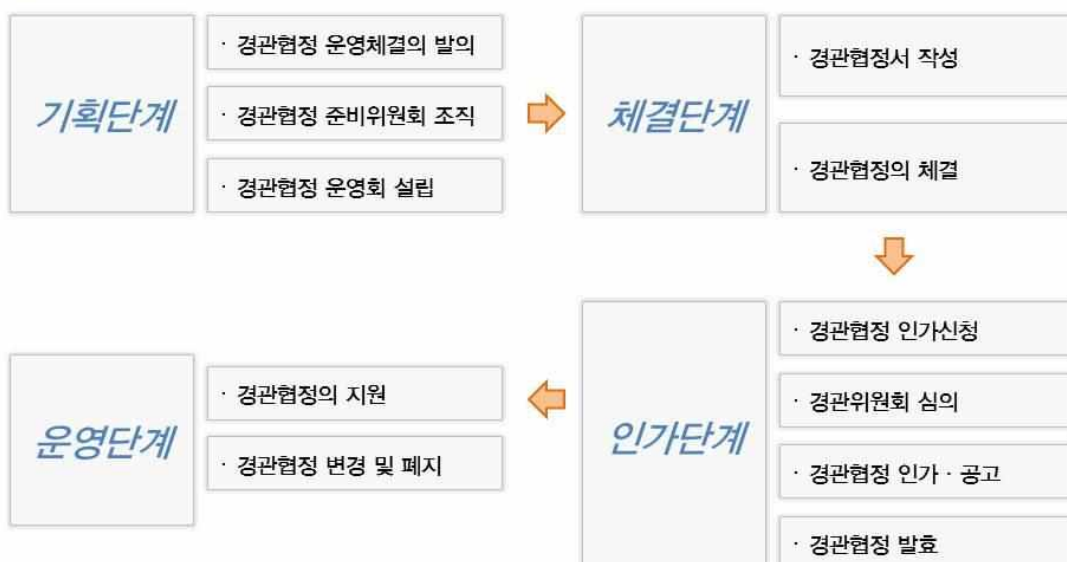 기획단계
· 경관협정 운영체결의 발의
· 경관협정 준비위원회 조직
· 경관협정 운영회 설립
체결단계
· 경관협정서 작성
· 경관협정의 체결
인가단계
· 경관협정 인가신청
· 경관위원회 심의
· 경관협정 인가 · 공고
· 경관협정 발효
운영단계
· 경관협정의 지원
· 경관협정 변경 및 폐지